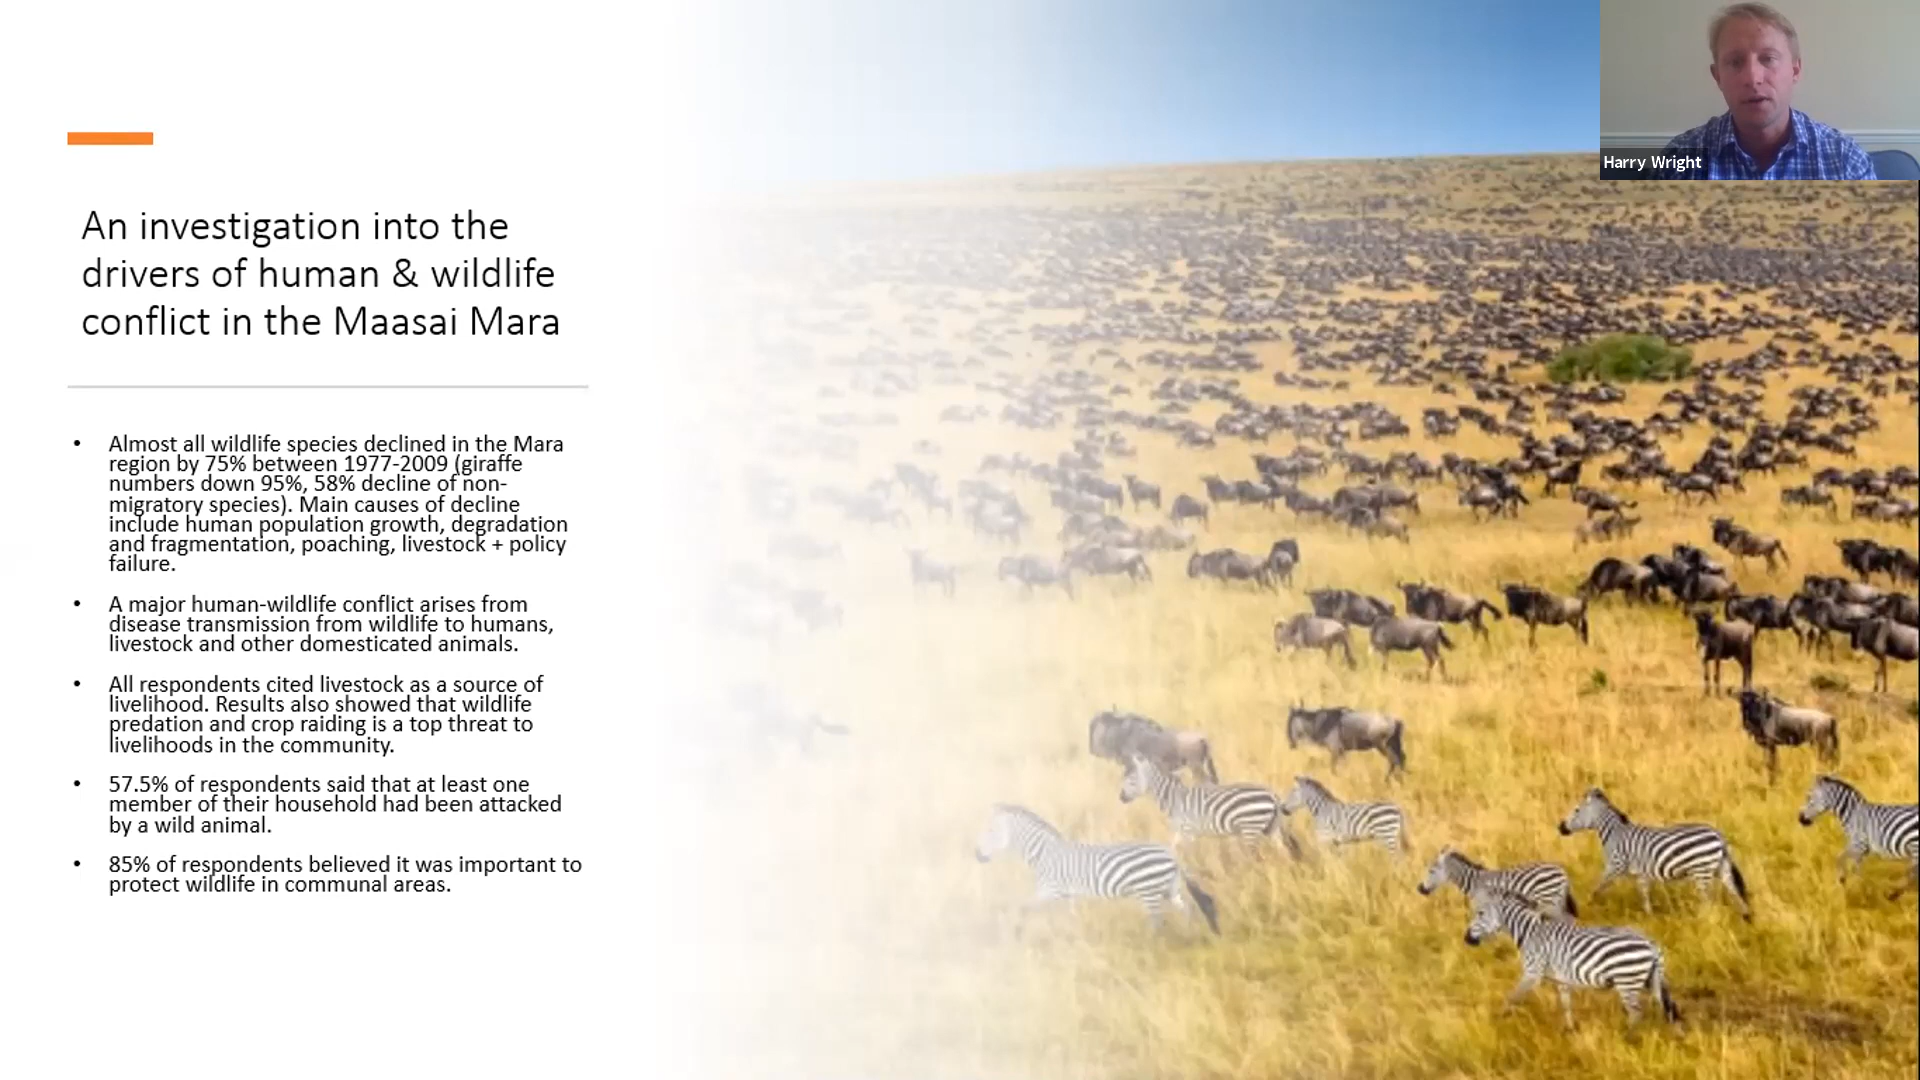 An investigation into the
drivers of human & wildlife
conflict in the Maasai Mara
• Almost all wildlife species declined in the Mara
region by 75% between 1977-2009 (giraffe
numbers down 95%, 58% decline of non-
migratory species). Main causes of decline
include human population growth, degradation
and fragmentation, poaching, livestock + policy
failure.
• A major human-wildlife conflict arises from
disease transmission from wildlife to humans,
livestock and other domesticated animals.
• All respondents cited livestock as a source of
livelihood. Results also showed that wildlife
predation and crop raiding is a top threat to
livelihoods in the community.
• 57.5% of respondents said that at least one
member of their household had been attacked
by a wild animal.
• 85% of respondents believed it was important to
protect wildlife in communal areas.
Harry Wright